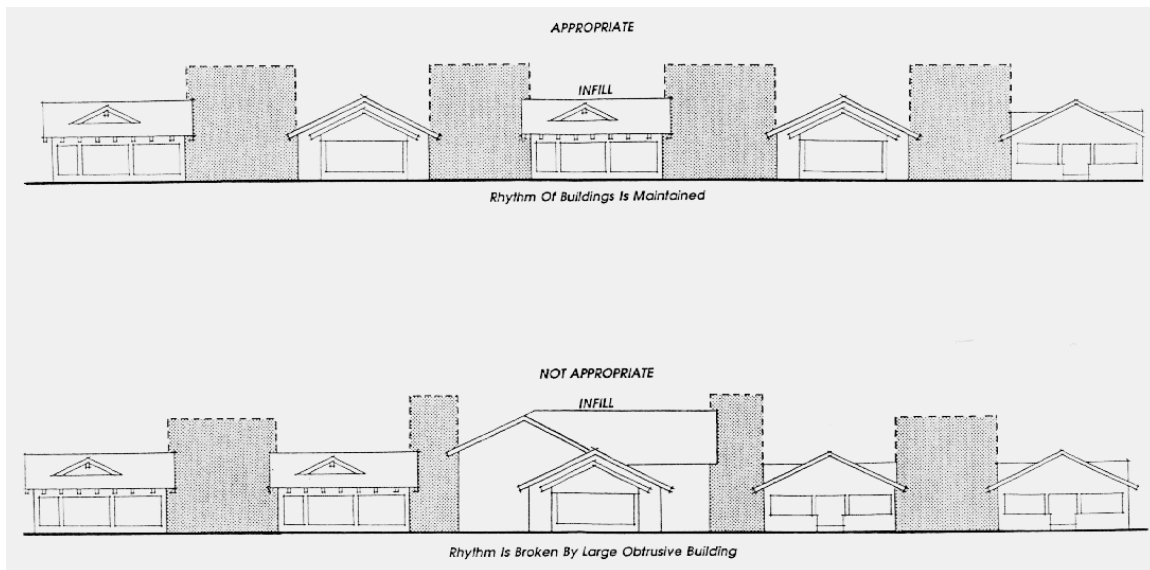 APPROPRIATE
INFILL
Rhythm Of Buildings Is Maintained
NOT APPROPRIATE
INFILL
Rhythm Is Broken By Large Obtrusive Building